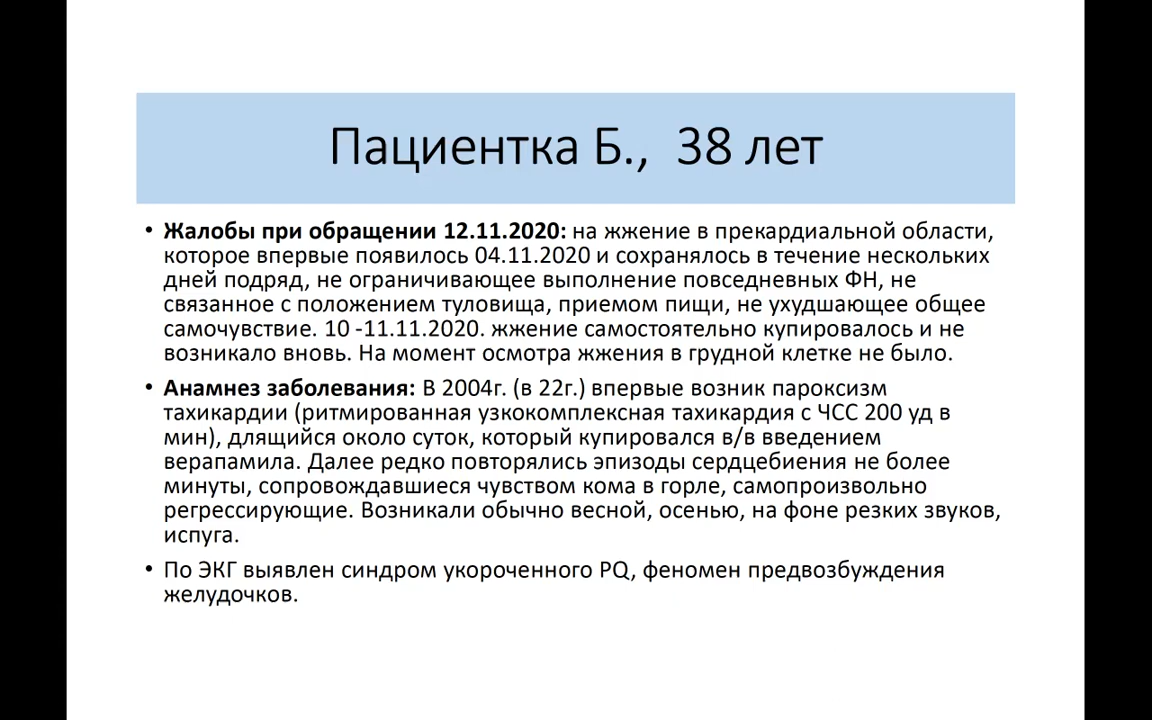 Пациентка Б., 38 лет
• Жалобы при обращении 12.11.2020: на жжение в прекардиальной области,
которое впервые появилось 04.11.2020 и сохранялось в течение нескольких
дней подряд, не ограничивающее выполнение повседневных ФН, не
связанное с положением туловища, приемом пищи, не ухудшающее общее
самочувствие. 10 -11.11.2020. жжение самостоятельно купировалось и не
возникало вновь. На момент осмотра жжения в грудной клетке не было.
• Анамнез заболевания: В 2004г. (в 22г.) впервые возник пароксизм
тахикардии (ритмированная узкокомплексная тахикардия с ЧСС 200 уд в
мин), длящийся около суток, который купировался в/в введением
верапамила. Далее редко повторялись эпизоды сердцебиения не более
минуты, сопровождавшиеся чувством кома в горле, самопроизвольно
регрессирующие. Возникали обычно весной, осенью, на фоне резких звуков,
испуга.
• По ЭКГ выявлен синдром укороченного PQ, феномен предвозбуждения
желудочков.